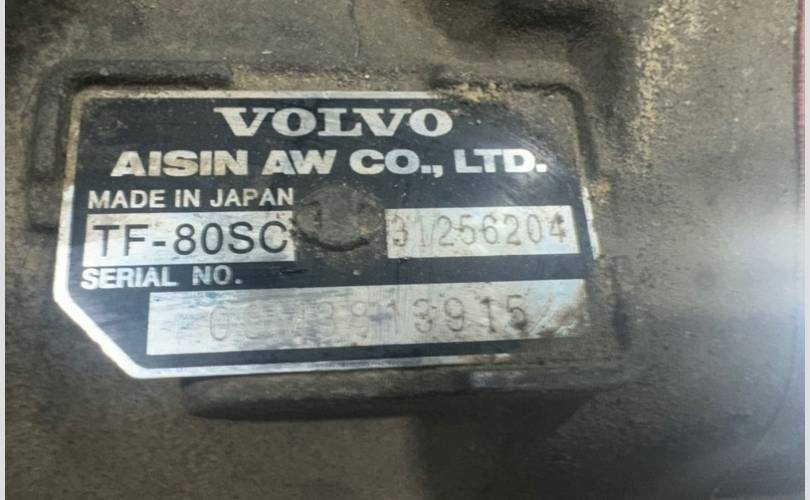 VOLVO
AISIN AW CO., LTD.
MADE IN JAPAN
TF-80SC 31256204
SERIAL NO.